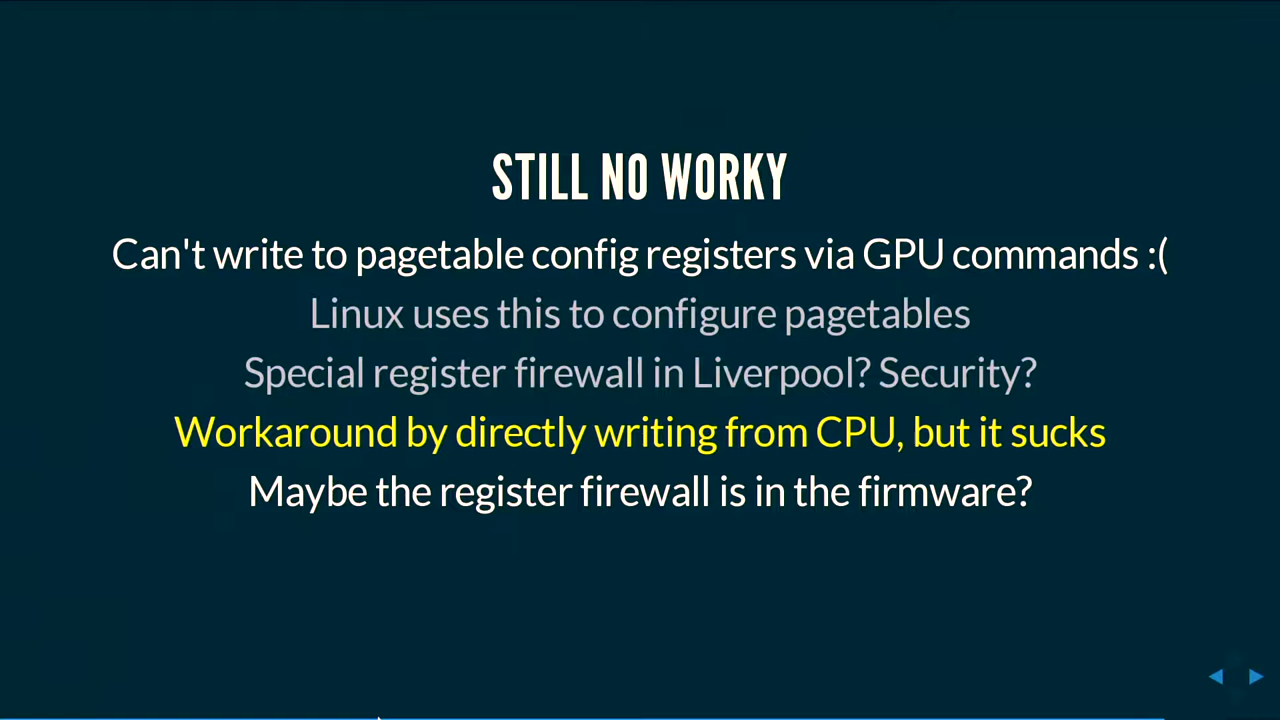 STILL NO WORKY
Can't write to pagetable config registers via GPU commands :(
Linux uses this to configure pagetables
Special register firewall in Liverpool? Security?
Workaround by directly writing from CPU, but it sucks
Maybe the register firewall is in the firmware?